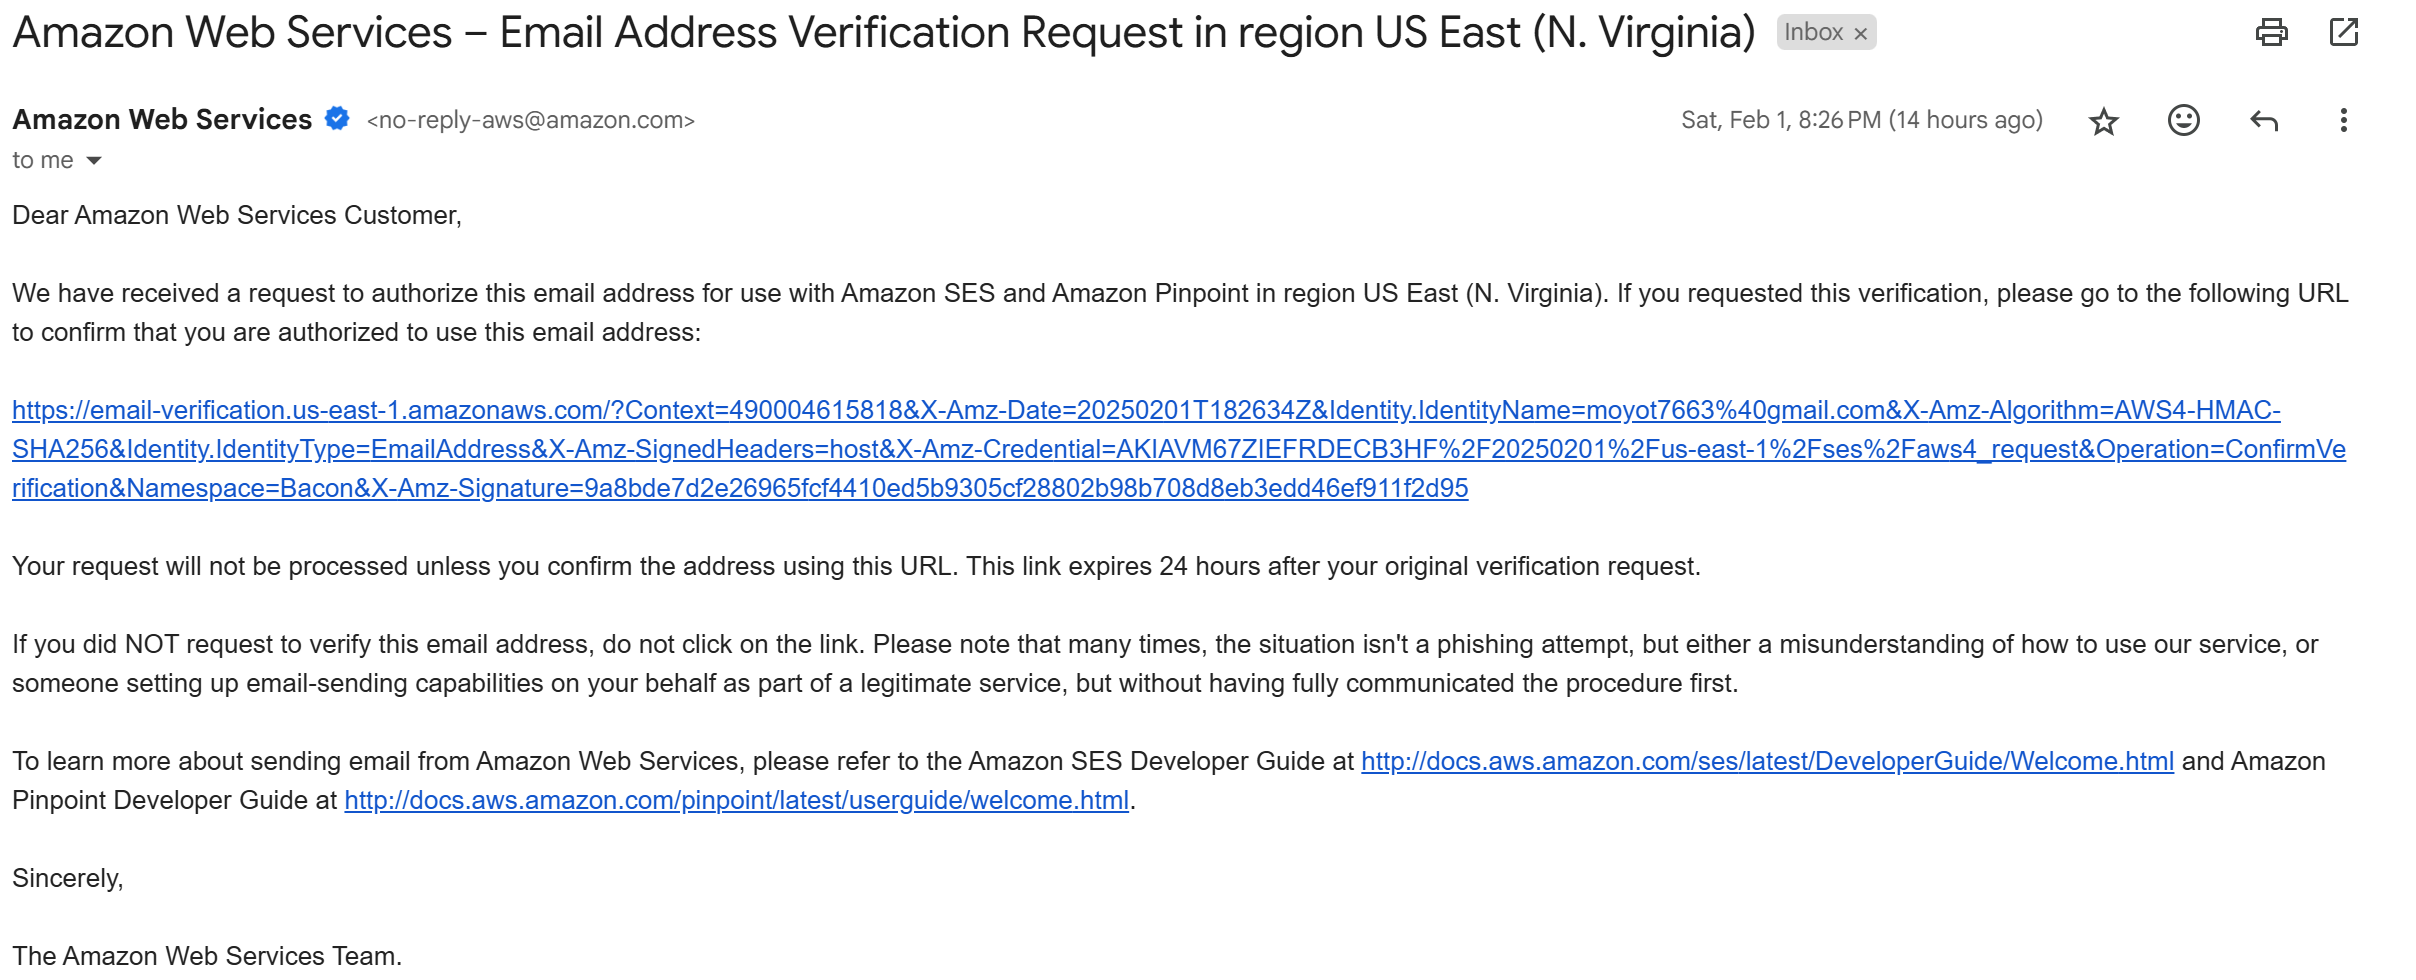 Amazon Web Services – Email Address Verification Request in region US East (N. Virginia) Inbox ×
Amazon Web Services <no-reply-aws@amazon.com> Sat, Feb 1, 8:26 PM (14 hours ago)
to me
Dear Amazon Web Services Customer,
We have received a request to authorize this email address for use with Amazon SES and Amazon Pinpoint in region US East (N. Virginia). If you requested this verification, please go to the following URL
to confirm that you are authorized to use this email address:
https://email-verification.us-east-1.amazonaws.com/?Context=490004615818&X-Amz-Date=20250201T182634Z&Identity.IdentityName=moyot7663%40gmail.com&X-Amz-Algorithm=AWS4-HMAC-
SHA256&Identity.IdentityType=EmailAddress&X-Amz-SignedHeaders=host&X-Amz-Credential=AKIAVM67ZIEFRDECB3HF%2F20250201%2Fus-east-1%2Fses%2Faws4_request&Operation=ConfirmVe
rification&Namespace=Bacon&X-Amz-Signature=9a8bde7d2e26965fcf4410ed5b9305cf28802b98b708d8eb3edd46ef911f2d95
Your request will not be processed unless you confirm the address using this URL. This link expires 24 hours after your original verification request.
If you did NOT request to verify this email address, do not click on the link. Please note that many times, the situation isn't a phishing attempt, but either a misunderstanding of how to use our service, or
someone setting up email-sending capabilities on your behalf as part of a legitimate service, but without having fully communicated the procedure first.
To learn more about sending email from Amazon Web Services, please refer to the Amazon SES Developer Guide at http://docs.aws.amazon.com/ses/latest/DeveloperGuide/Welcome.html and Amazon
Pinpoint Developer Guide at http://docs.aws.amazon.com/pinpoint/latest/userguide/welcome.html.
Sincerely,
The Amazon Web Services Team.